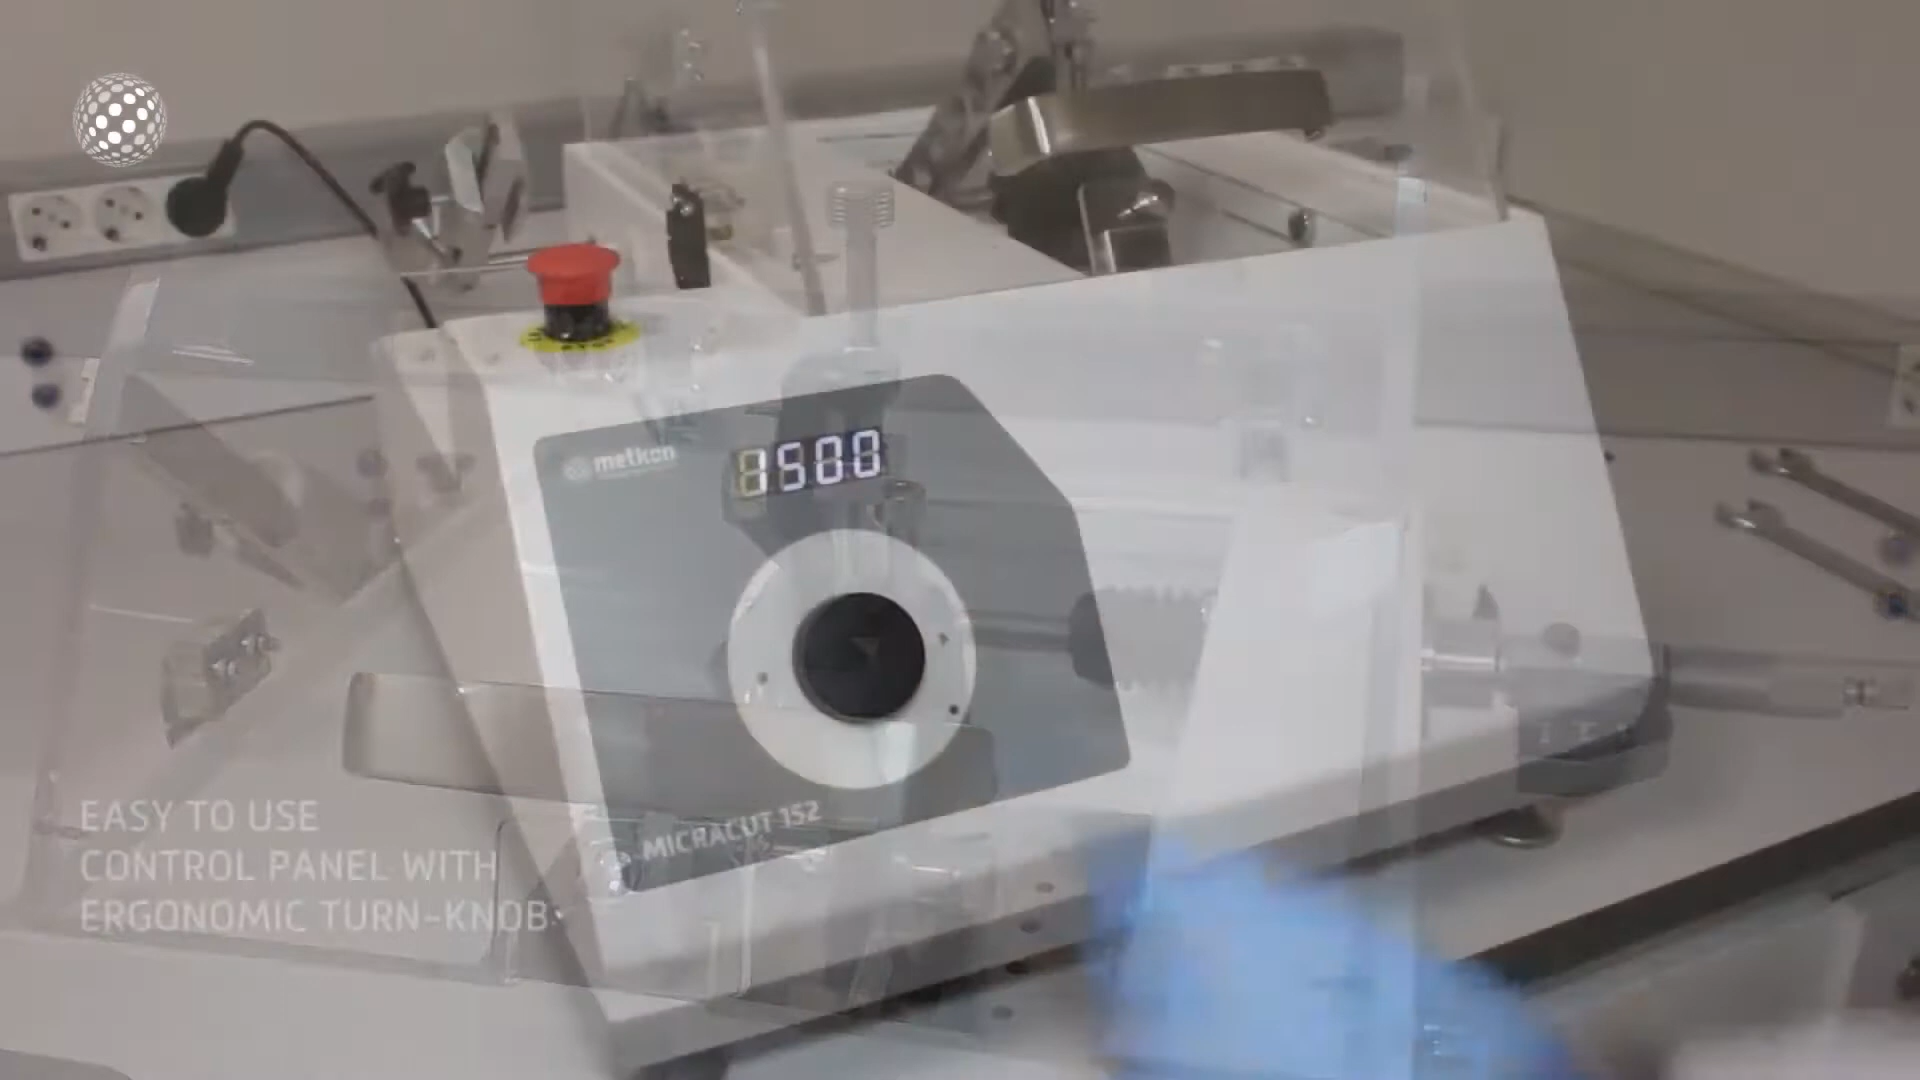 metkon
1500
MICRACUT 152
EASY TO USE
CONTROL PANEL WITH
ERGONOMIC TURN-KNOB